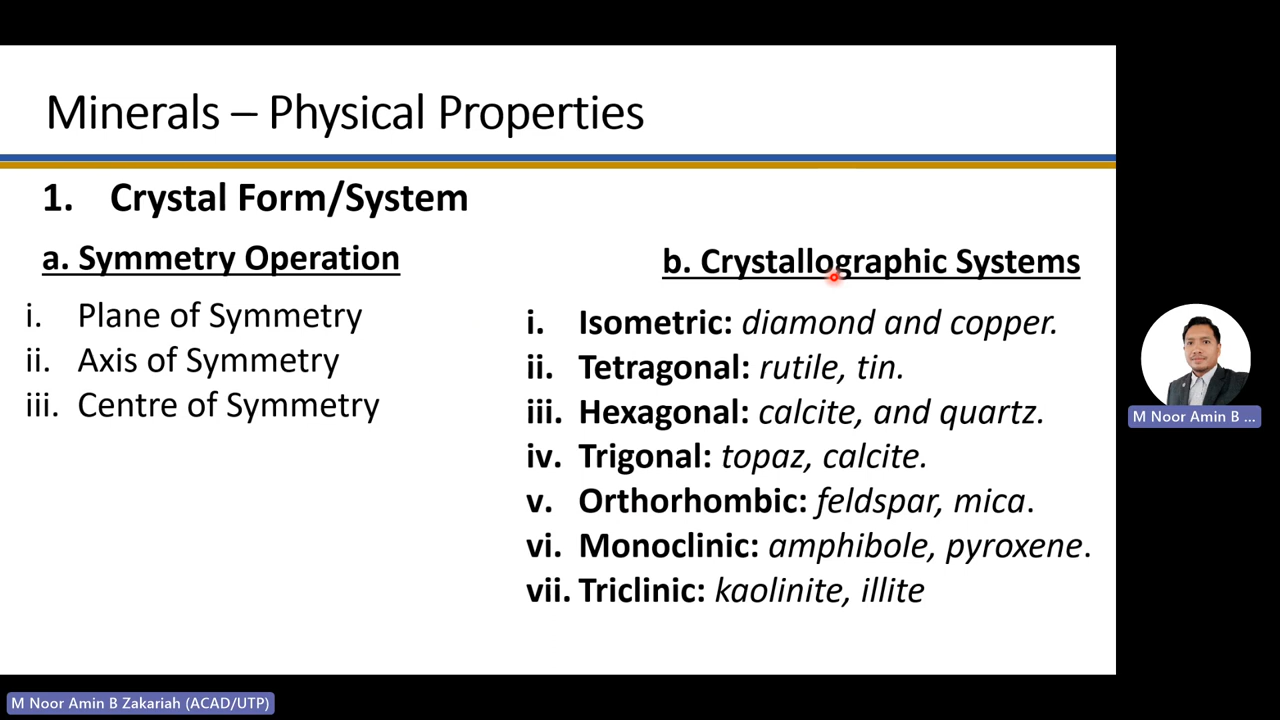 Minerals – Physical Properties
1. Crystal Form/System
a. Symmetry Operation
i. Plane of Symmetry
ii. Axis of Symmetry
iii. Centre of Symmetry
b. Crystallographic Systems
i. Isometric: diamond and copper.
ii. Tetragonal: rutile, tin.
iii. Hexagonal: calcite, and quartz.
iv. Trigonal: topaz, calcite.
v. Orthorhombic: feldspar, mica.
vi. Monoclinic: amphibole, pyroxene.
vii. Triclinic: kaolinite, illite
M Noor Amin B ...
M Noor Amin B Zakariah (ACAD/UTP)